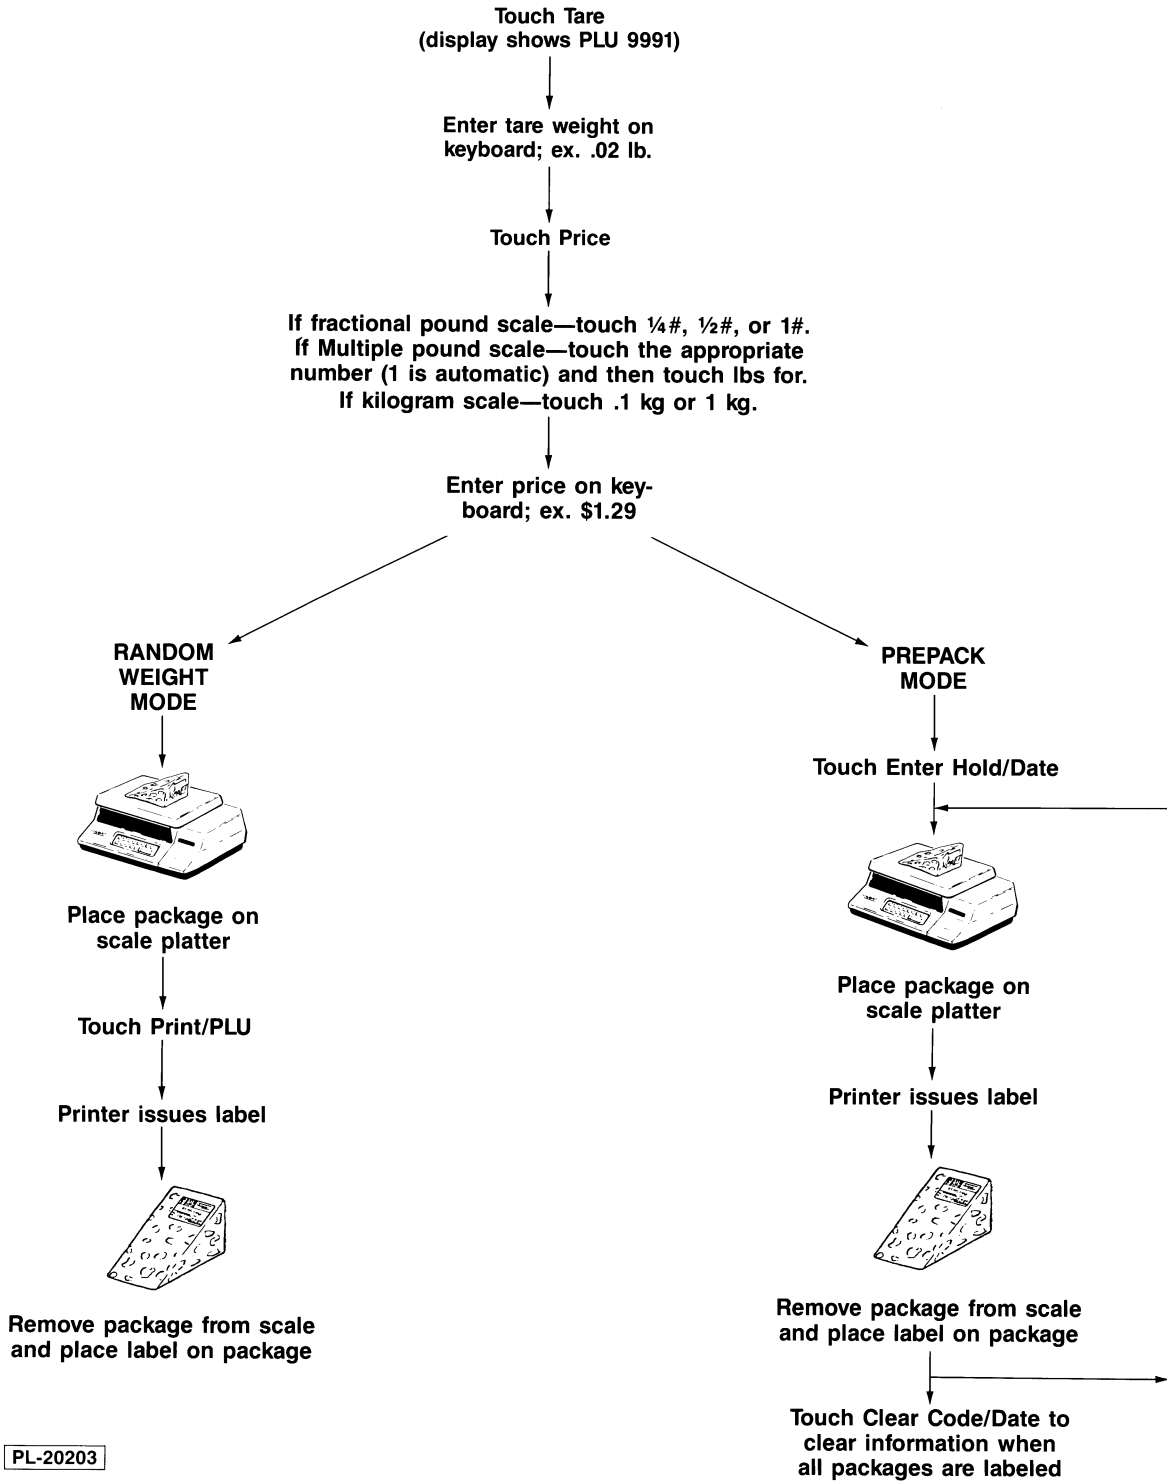 Touch Tare
(display shows PLU 9991)
Enter tare weight on
keyboard; ex. .02 lb.
Touch Price
If fractional pound scale—touch ¼#, ½#, or 1#.
If Multiple pound scale—touch the appropriate
number (1 is automatic) and then touch lbs for.
If kilogram scale—touch .1 kg or 1 kg.
Enter price on key-
board; ex. $1.29
RANDOM
WEIGHT
MODE
Place package on
scale platter
Touch Print/PLU
Printer issues label
Remove package from scale
and place label on package
PREPACK
MODE
Touch Enter Hold/Date
Place package on
scale platter
Printer issues label
Remove package from scale
and place label on package
Touch Clear Code/Date to
clear information when
all packages are labeled
PL-20203